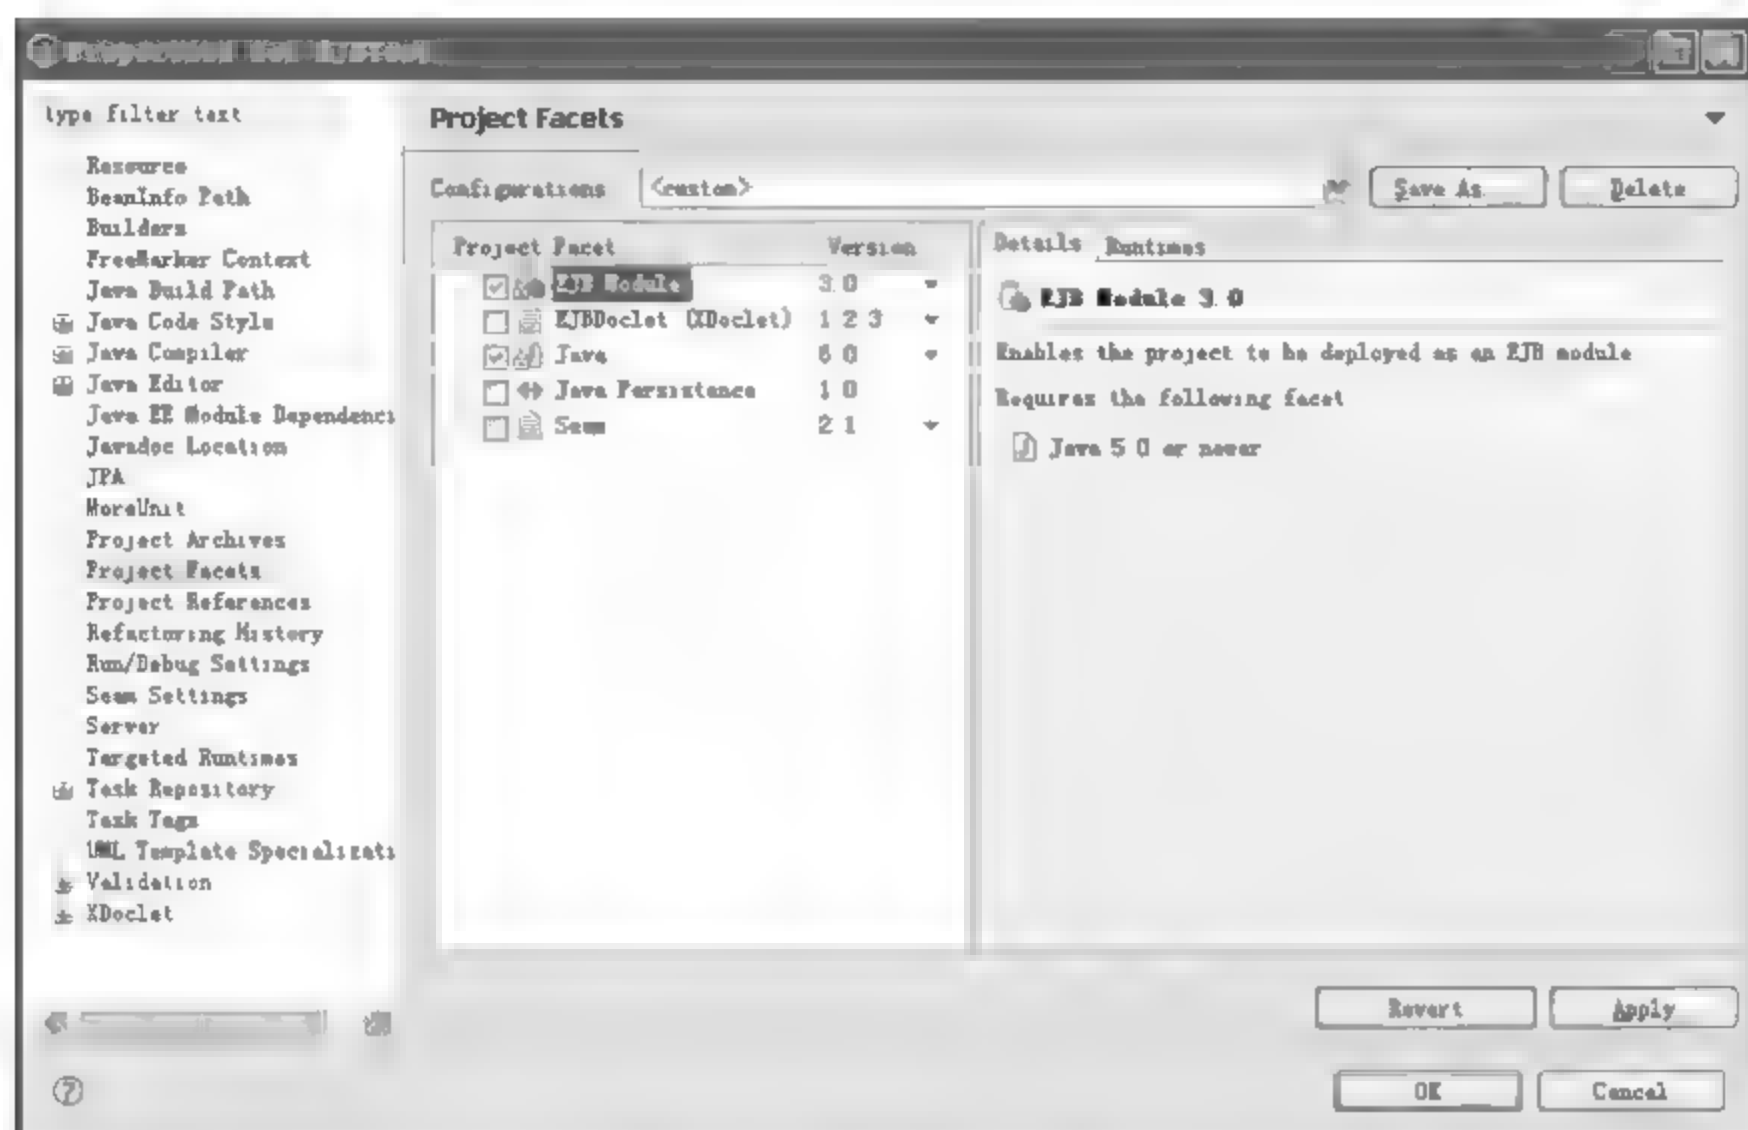 Properties for
type filter text
Resource
BeanInfo Path
Builders
FreeMarker Context
Java Build Path
Java Code Style
Java Compiler
Java Editor
Java EE Module Dependenci
Javadoc Location
JPA
MoreUnit
Project Archives
Project Facets
Project References
Refactoring History
Run/Debug Settings
Seam Settings
Server
Targeted Runtimes
Task Repository
Task Tags
UML Template Specializati
Validation
XDoclet
Project Facets
Configurations <custom> Save As Delete
Project Facet Version
EJB Module 3.0
EJBDoclet (XDoclet) 1.2.3
Java 6.0
Java Persistence 1.0
Seam 2.1
Details Runtimes
EJB Module 3.0
Enables the project to be deployed as an EJB module
Requires the following facet
Java 5.0 or newer
Revert Apply
OK Cancel